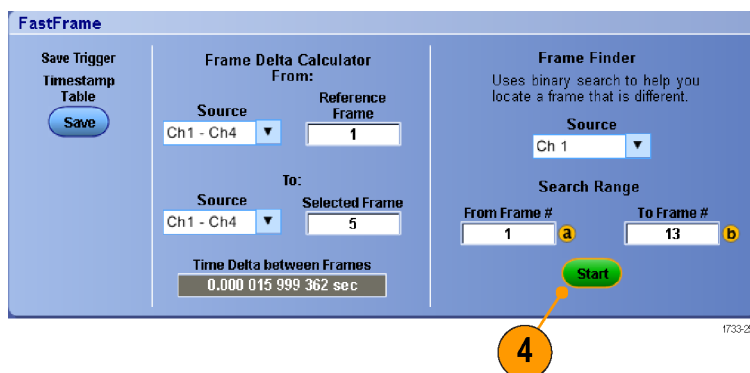 FastFrame
Save Trigger
Timestamp
Table
Save
Frame Delta Calculator
From:
Source
Reference
Frame
Ch1 - Ch4
1
To:
Source
Selected Frame
Ch1 - Ch4
5
Time Delta between Frames
0.000 015 999 362 sec
Frame Finder
Uses binary search to help you
locate a frame that is different.
Source
Ch 1
Search Range
From Frame #
To Frame #
1
a
13
b
Start
4